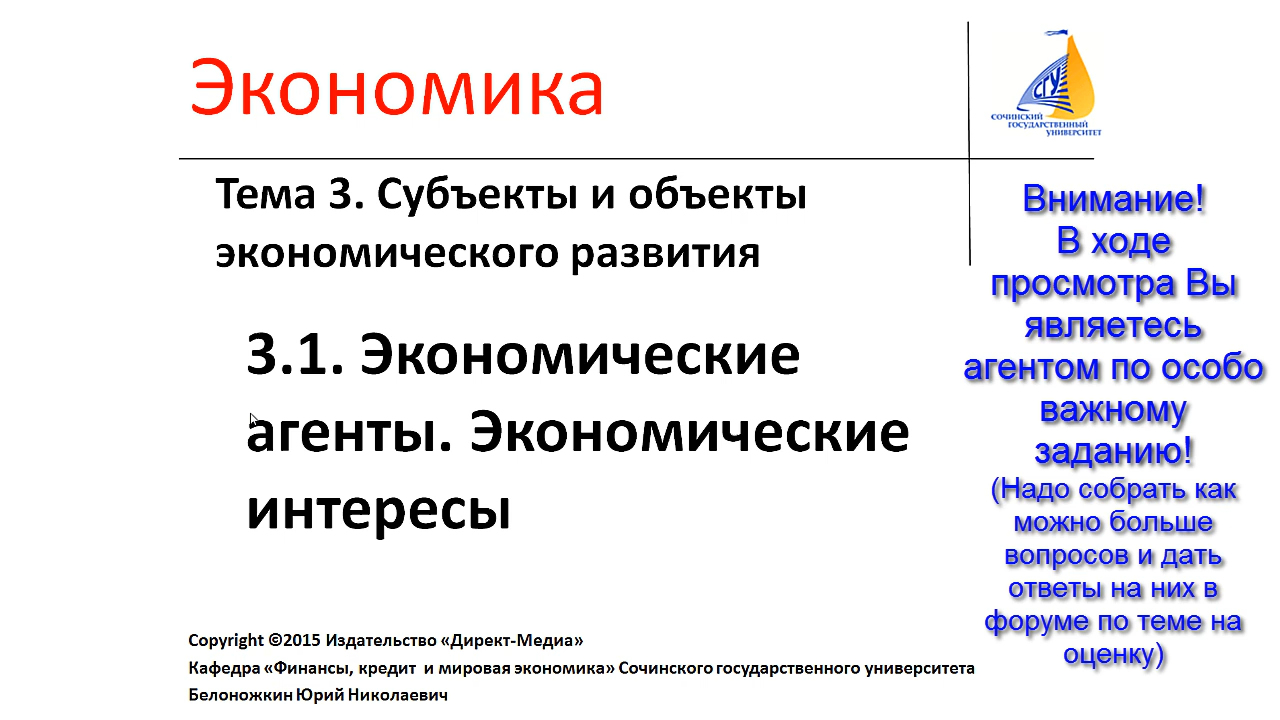 Экономика
СГУ
СОЧИНСКИЙ
ГОСУДАРСТВЕННЫЙ
УНИВЕРСИТЕТ
Тема 3. Субъекты и объекты
экономического развития
3.1. Экономические
агенты. Экономические
интересы
Внимание!
В ходе
просмотра Вы
являетесь
агентом по особо
важному
заданию!
(Надо собрать как
можно больше
вопросов и дать
ответы на них в
форуме по теме на
оценку)
Copyright ©2015 Издательство «Директ-Медиа»
Кафедра «Финансы, кредит и мировая экономика» Сочинского государственного университета
Белоножкин Юрий Николаевич